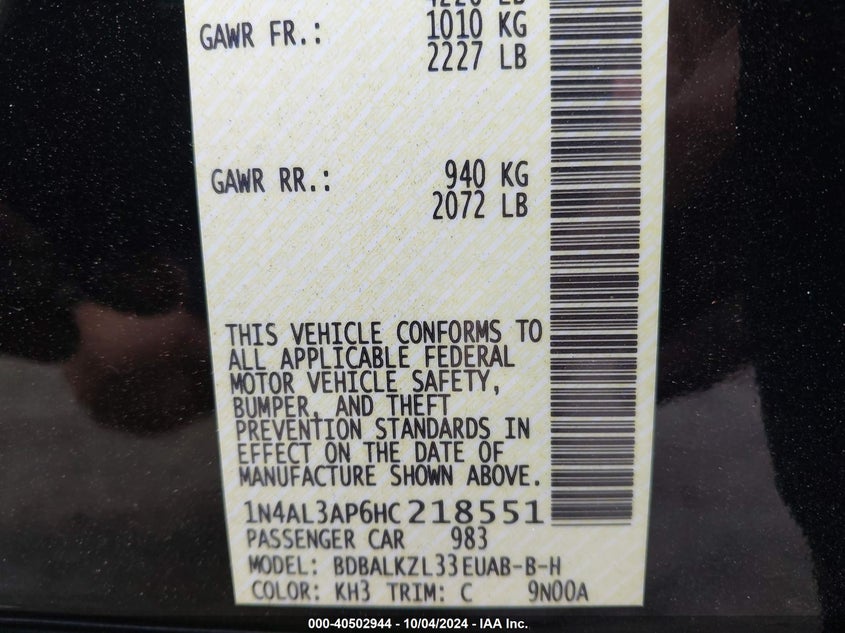 GAWR FR.: 1010 KG
2227 LB
GAWR RR.: 940 KG
2072 LB
THIS VEHICLE CONFORMS TO
ALL APPLICABLE FEDERAL
MOTOR VEHICLE SAFETY,
BUMPER, AND THEFT
PREVENTION STANDARDS IN
EFFECT ON THE DATE OF
MANUFACTURE SHOWN ABOVE.
1N4AL3AP6HC218551
PASSENGER CAR 983
MODEL: BDBALKZL33EUAB-B-H
COLOR: KH3 TRIM: C 9N00A
000-40502944 - 10/04/2024 - IAA Inc.